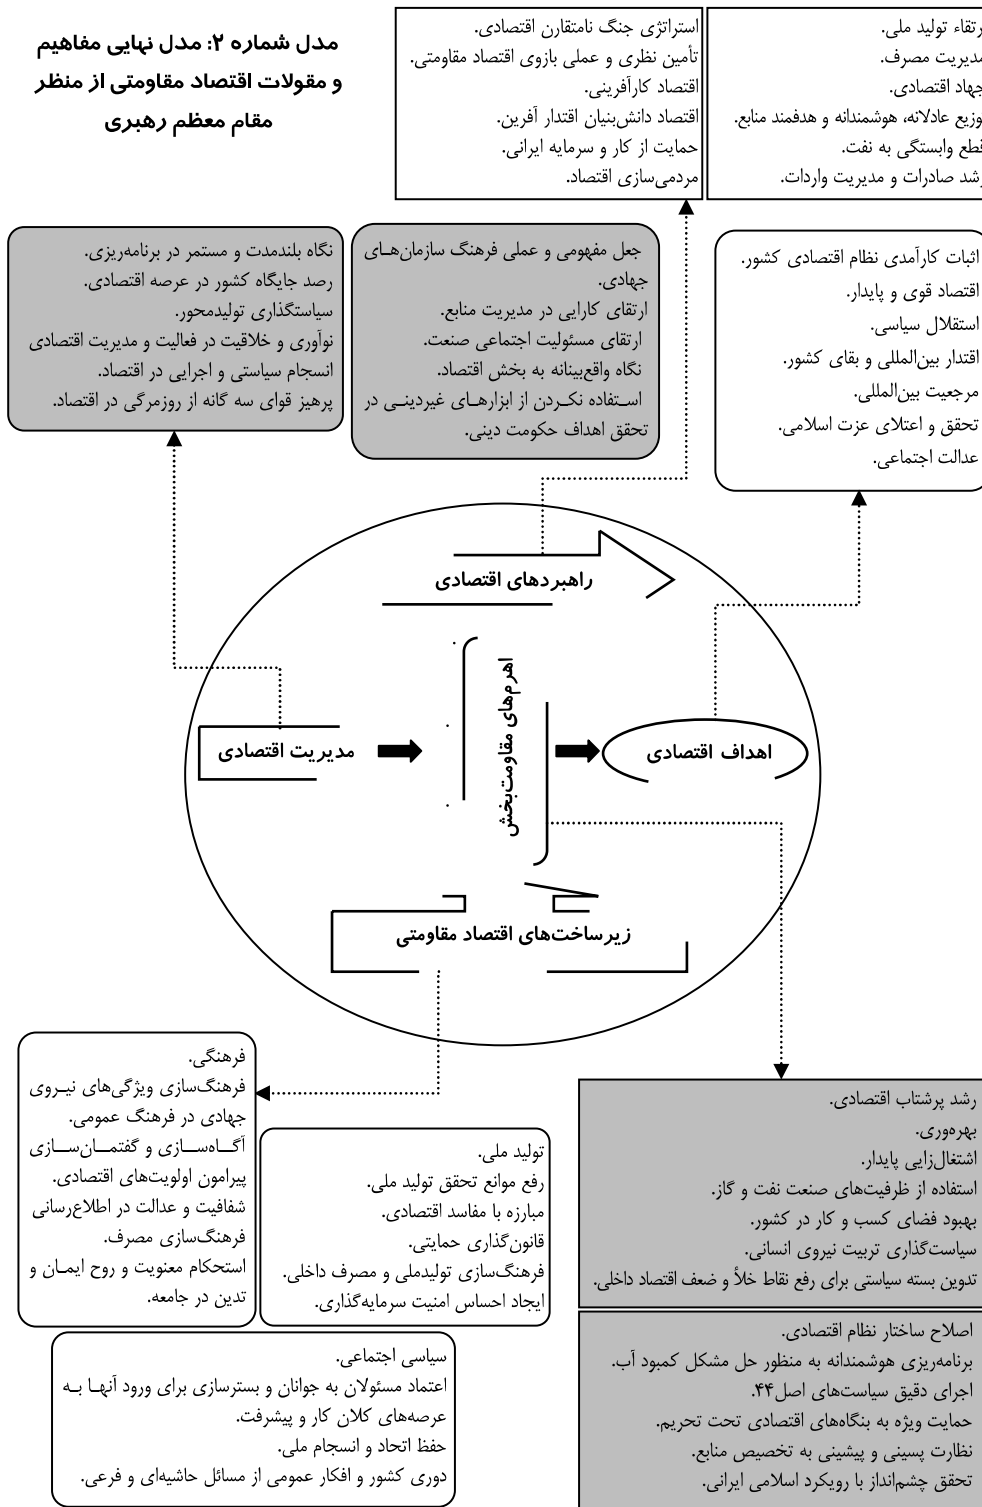 مدل شماره ۲: مدل نهایی مفاهیم
و مقولات اقتصاد مقاومتی از منظر
مقام معظم رهبری
رتقاء تولید ملی.
مدیریت مصرف.
جهاد اقتصادی.
وزیع عادلانه، هوشمندانه و هدفمند منابع.
قطع وابستگی به نفت.
رشد صادرات و مدیریت واردات.
استراتژی جنگ نامتقارن اقتصادی.
تأمین نظری و عملی بازوی اقتصاد مقاومتی.
اقتصاد کارآفرینی.
اقتصاد دانش‌بنیان اقتدار آفرین.
حمایت از کار و سرمایه ایرانی.
مردمی‌سازی اقتصاد.
اثبات کارآمدی نظام اقتصادی کشور.
اقتصاد قوی و پایدار.
استقلال سیاسی.
اقتدار بین‌المللی و بقای کشور.
مرجعیت بین‌المللی.
تحقق و اعتلای عزت اسلامی.
عدالت اجتماعی.
جعل مفهومی و عملی فرهنگ سازمان‌هـای
جهادی.
ارتقای کارایی در مدیریت منابع.
ارتقای مسئولیت اجتماعی صنعت.
نگاه واقع‌بینانه به بخش اقتصاد.
اسـتفاده نکـردن از ابزارهـای غیردینـی در
تحقق اهداف حکومت دینی.
نگاه بلندمدت و مستمر در برنامه‌ریزی.
رصد جایگاه کشور در عرصه اقتصادی.
سیاستگذاری تولیدمحور.
نوآوری و خلاقیت در فعالیت و مدیریت اقتصادی
انسجام سیاستی و اجرایی در اقتصاد.
پرهیز قوای سه گانه از روزمرگی در اقتصاد.
راهبردهای اقتصادی
اهداف اقتصادی
اهرم‌های مقاومت‌بخش
مدیریت اقتصادی
زیرساخت‌های اقتصاد مقاومتی
رشد پرشتاب اقتصادی.
بهره‌وری.
اشتغال‌زایی پایدار.
استفاده از ظرفیت‌های صنعت نفت و گاز.
بهبود فضای کسب و کار در کشور.
سیاست‌گذاری تربیت نیروی انسانی.
تدوین بسته سیاستی برای رفع نقاط خلأ و ضعف اقتصاد داخلی.
اصلاح ساختار نظام اقتصادی.
برنامه‌ریزی هوشمندانه به منظور حل مشکل کمبود آب.
اجرای دقیق سیاست‌های اصل۴۴.
حمایت ویژه به بنگاه‌های اقتصادی تحت تحریم.
نظارت پسینی و پیشینی به تخصیص منابع.
تحقق چشم‌انداز با رویکرد اسلامی ایرانی.
فرهنگی.
فرهنگ‌سازی ویژگی‌های نیـروی
جهادی در فرهنگ عمومی.
آگـاه‌سـازی و گفتمـان‌سـازی
پیرامون اولویت‌های اقتصادی.
شفافیت و عدالت در اطلاع‌رسانی
فرهنگ‌سازی مصرف.
استحکام معنویت و روح ایمـان و
تدین در جامعه.
تولید ملی.
رفع موانع تحقق تولید ملی.
مبارزه با مفاسد اقتصادی.
قانون‌گذاری حمایتی.
فرهنگ‌سازی تولیدملی و مصرف داخلی.
ایجاد احساس امنیت سرمایه‌گذاری.
سیاسی اجتماعی.
اعتماد مسئولان به جوانان و بسترسازی برای ورود آنهـا بـه
عرصه‌های کلان کار و پیشرفت.
حفظ اتحاد و انسجام ملی.
دوری کشور و افکار عمومی از مسائل حاشیه‌ای و فرعی.